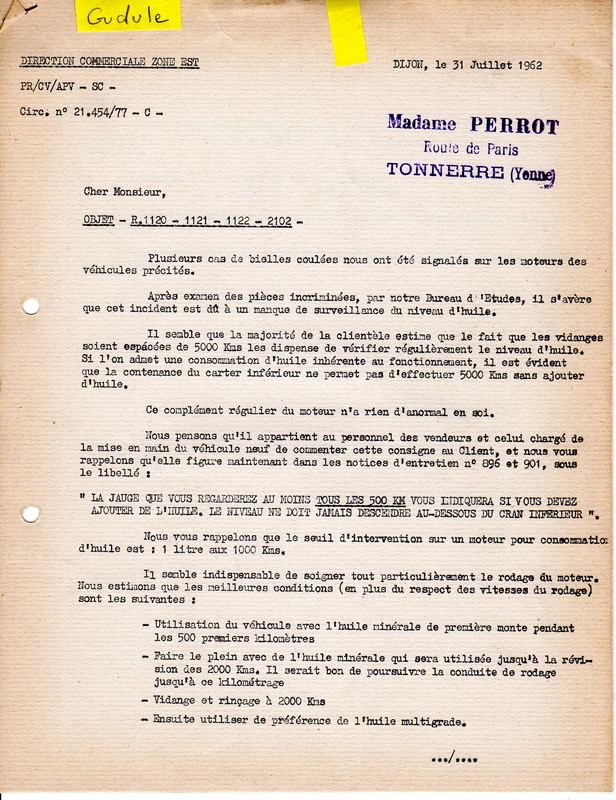 Gudule
DIRECTION COMMERCIALE ZONE EST
DIJON, le 31 Juillet 1962
PR/CV/APV - SC -
Circ. n° 21.454/77 - C -
Madame PERROT
Route de Paris
TONNERRE (Yonne)
Cher Monsieur,
OBJET - R.1120 - 1121 - 1122 - 2102 -
Plusieurs cas de bielles coulées nous ont été signalés sur les moteurs des
véhicules précités.
Après examen des pièces incriminées, par notre Bureau d'Etudes, il s'avère
que cet incident est dû à un manque de surveillance du niveau d'huile.
Il semble que la majorité de la clientèle estime que le fait que les vidanges
soient espácées de 5000 Kms les dispense de vérifier régulièrement le niveau d'huile.
Si l'on admet une consommation d'huile inhérente au fonctionnement, il est évident
que la contenance du carter inférieur ne permet pas d'effectuer 5000 Kms sans ajouter
d'huile.
Ce complément régulier du moteur n'a rien d'anormal en soi.
Nous pensons qu'il appartient au personnel des vendeurs et celui chargé de
la mise en main du véhicule neuf de commenter cette consigne au Client, et nous vous
rappelons qu'elle figure maintenant dans les notices d'entretien n° 896 et 901, sous
le libellé :
" LA JAUGE QUE VOUS REGARDEREZ AU MOINS TOUS LES 500 KM VOUS INDIQUERA SI VOUS DEVEZ
AJOUTER DE L'HUILE. LE NIVEAU NE DOIT JAMAIS DESCENDRE AU-DESSOUS DU CRAN INFERIEUR ".
Nous vous rappelons que le seuil d'intervention sur un moteur pour consommation
d'huile est : 1 litre aux 1000 Kms.
Il semble indispensable de soigner tout particulièrement le rodage du moteur.
Nous estimons que les meilleures conditions (en plus du respect des vitesses du rodage)
sont les suivantes :
- Utilisation du véhicule avec l'huile minérale de première monte pendant
les 500 premiers kilomètres
- Faire le plein avec de l'huile minérale qui sera utilisée jusqu'à la révi-
sion des 2000 Kms. Il serait bon de poursuivre la conduite de rodage
jusqu'à ce kilométrage
- Vidange et rinçage à 2000 Kms
- Ensuite utiliser de préférence de l'huile multigrade.
.../....